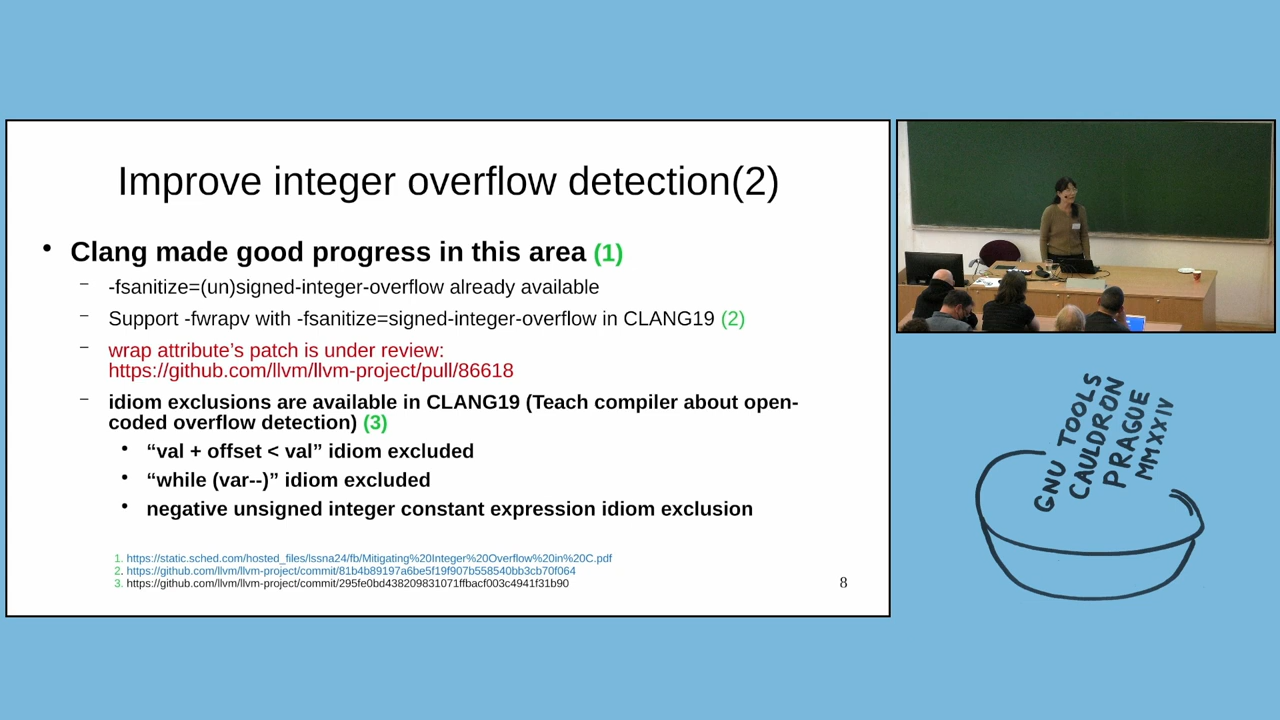 Improve integer overflow detection(2)
• Clang made good progress in this area (1)
– -fsanitize=(un)signed-integer-overflow already available
– Support -fwrapv with -fsanitize=signed-integer-overflow in CLANG19 (2)
– wrap attribute’s patch is under review:
https://github.com/llvm/llvm-project/pull/86618
– idiom exclusions are available in CLANG19 (Teach compiler about open-
coded overflow detection) (3)
• “val + offset < val” idiom excluded
• “while (var--)” idiom excluded
• negative unsigned integer constant expression idiom exclusion
1. https://static.sched.com/hosted_files/lssna24/fb/Mitigating%20Integer%20Overflow%20in%20C.pdf
2. https://github.com/llvm/llvm-project/commit/81b4b89197a6be5f19f907b558540bb3cb70f064
3. https://github.com/llvm/llvm-project/commit/295fe0bd438209831071ffbacf003c4941f31b90
8
GNU TOOLS
CAULDRON
PRAGUE
MMXXIV